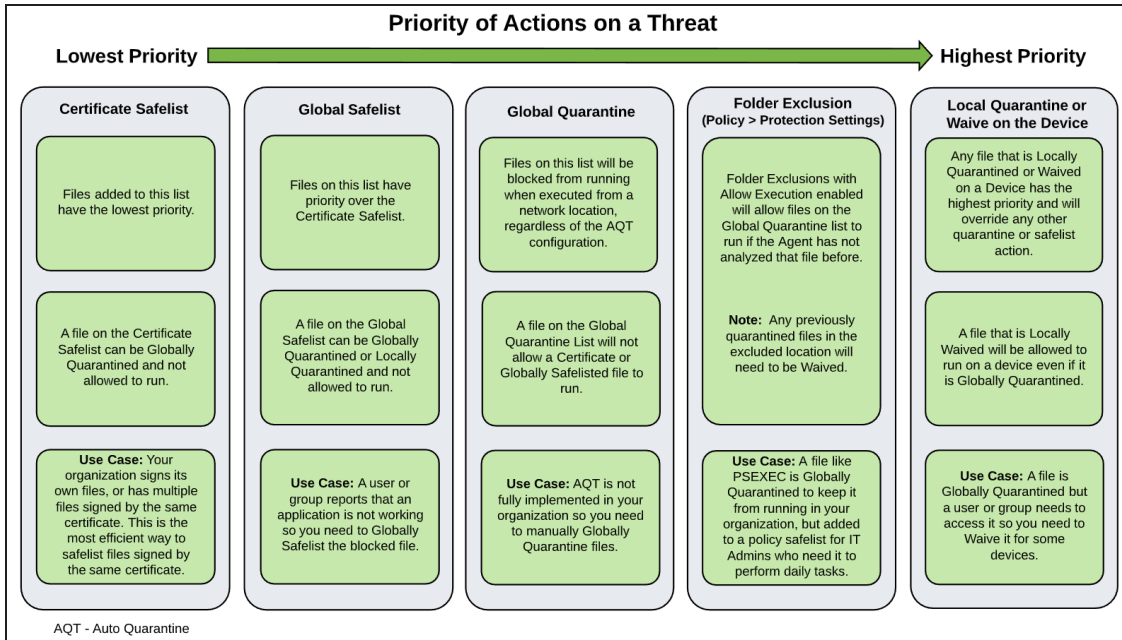 Priority of Actions on a Threat
Lowest Priority
Highest Priority
Certificate Safelist
Files added to this list
have the lowest priority.
A file on the Certificate
Safelist can be Globally
Quarantined and not
allowed to run.
Use Case: Your
organization signs its
own files, or has multiple
files signed by the same
certificate. This is the
most efficient way to
safelist files signed by
the same certificate.
Global Safelist
Files on this list have
priority over the
Certificate Safelist.
A file on the Global
Safelist can be Globally
Quarantined or Locally
Quarantined and not
allowed to run.
Use Case: A user or
group reports that an
application is not working
so you need to Globally
Safelist the blocked file.
Global Quarantine
Files on this list will be
blocked from running
when executed from a
network location,
regardless of the AQT
configuration.
A file on the Global
Quarantine List will not
allow a Certificate or
Globally Safelisted file to
run.
Use Case: AQT is not
fully implemented in your
organization so you need
to manually Globally
Quarantine files.
Folder Exclusion
(Policy > Protection Settings)
Folder Exclusions with
Allow Execution enabled
will allow files on the
Global Quarantine list to
run if the Agent has not
analyzed that file before.
Note: Any previously
quarantined files in the
excluded location will
need to be Waived.
Use Case: A file like
PSEXEC is Globally
Quarantined to keep it
from running in your
organization, but added
to a policy safelist for IT
Admins who need it to
perform daily tasks.
Local Quarantine or
Waive on the Device
Any file that is Locally
Quarantined or Waived
on a Device has the
highest priority and will
override any other
quarantine or safelist
action.
A file that is Locally
Waived will be allowed to
run on a device even if it
is Globally Quarantined.
Use Case: A file is
Globally Quarantined but
a user or group needs to
access it so you need to
Waive it for some
devices.
AQT - Auto Quarantine